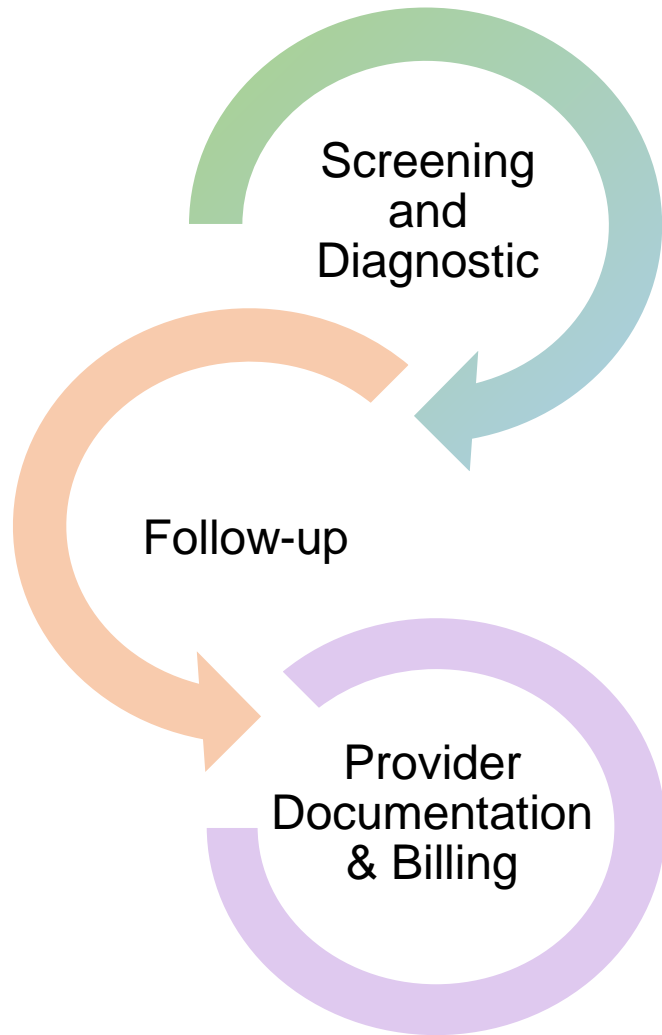 Screening
and
Diagnostic
Follow-up
Provider
Documentation
& Billing